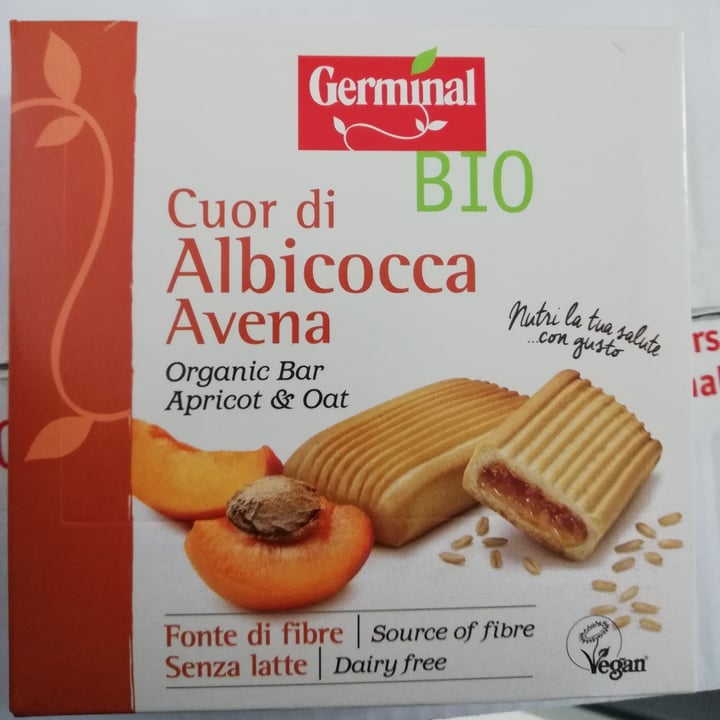 Germinal
BIO
Cuor di
Albicocca
Avena
Organic Bar
Apricot & Oat
Nutri la tua salute
...con gusto
Fonte di fibre | Source of fibre
Senza latte | Dairy free
Vegan